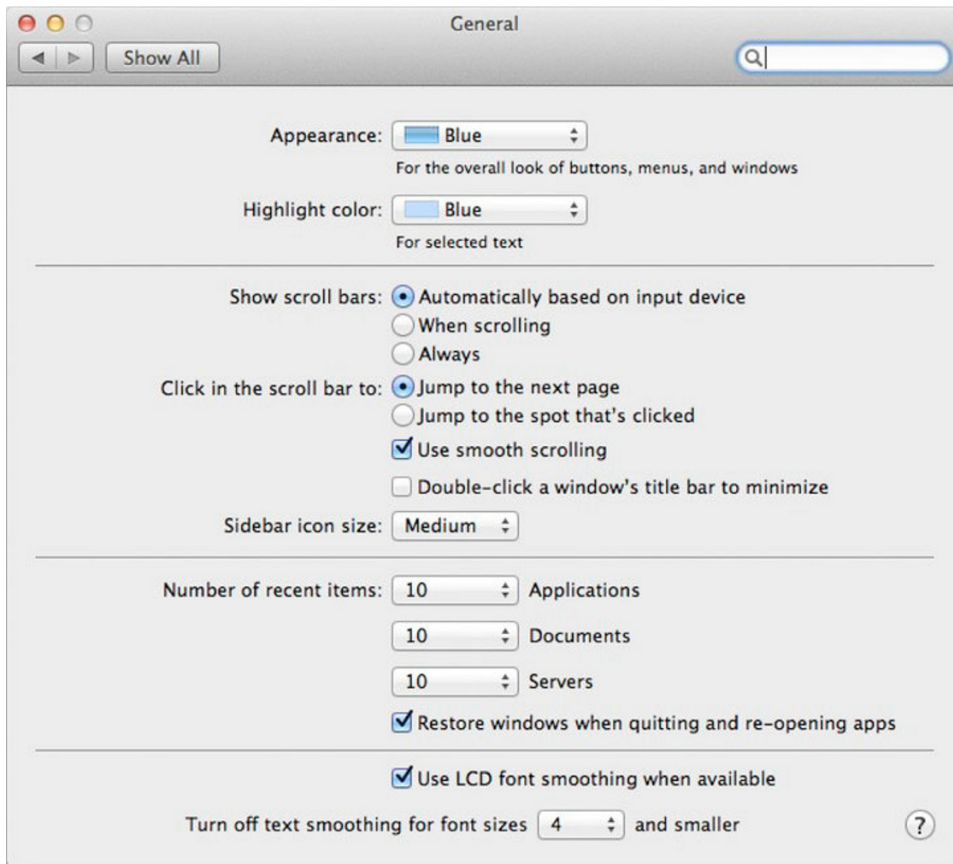 General
Show All
Appearance: Blue
For the overall look of buttons, menus, and windows
Highlight color: Blue
For selected text
Show scroll bars: Automatically based on input device
When scrolling
Always
Click in the scroll bar to: Jump to the next page
Jump to the spot that's clicked
Use smooth scrolling
Double-click a window's title bar to minimize
Sidebar icon size: Medium
Number of recent items: 10 Applications
10 Documents
10 Servers
Restore windows when quitting and re-opening apps
Use LCD font smoothing when available
Turn off text smoothing for font sizes 4 and smaller ?